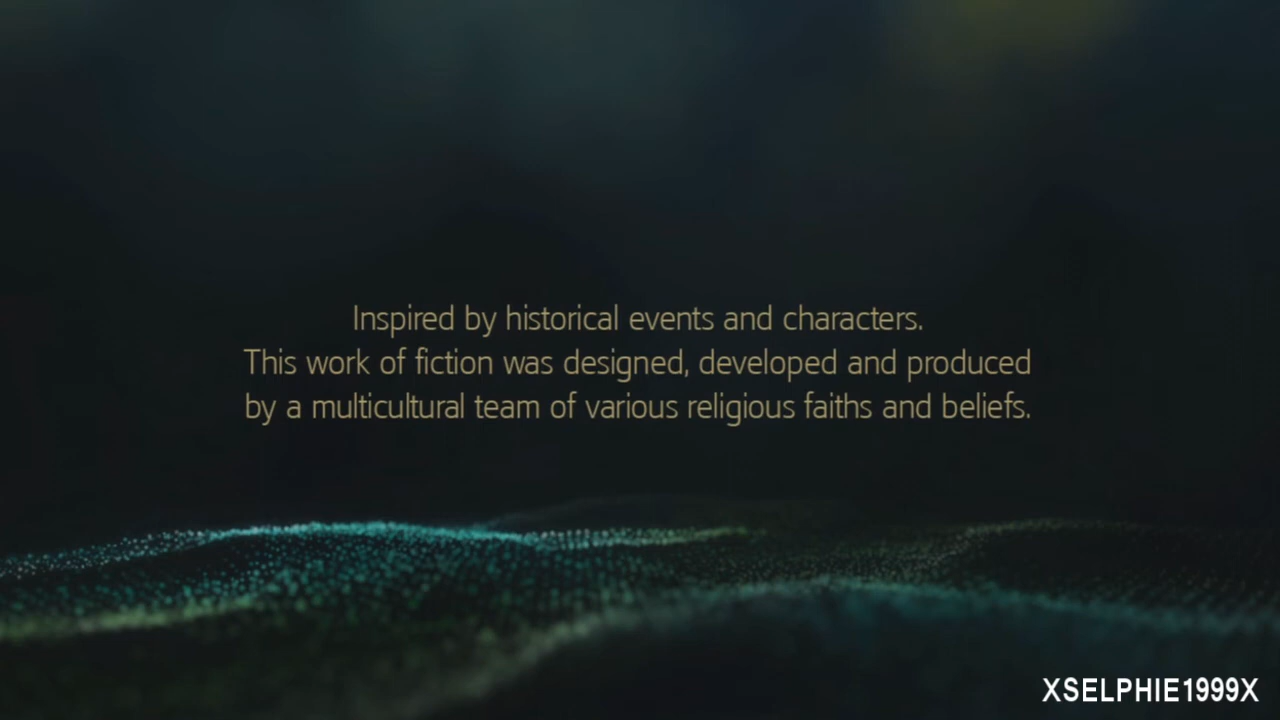 Inspired by historical events and characters.
This work of fiction was designed, developed and produced
by a multicultural team of various religious faiths and beliefs.
XSELPHIE1999X